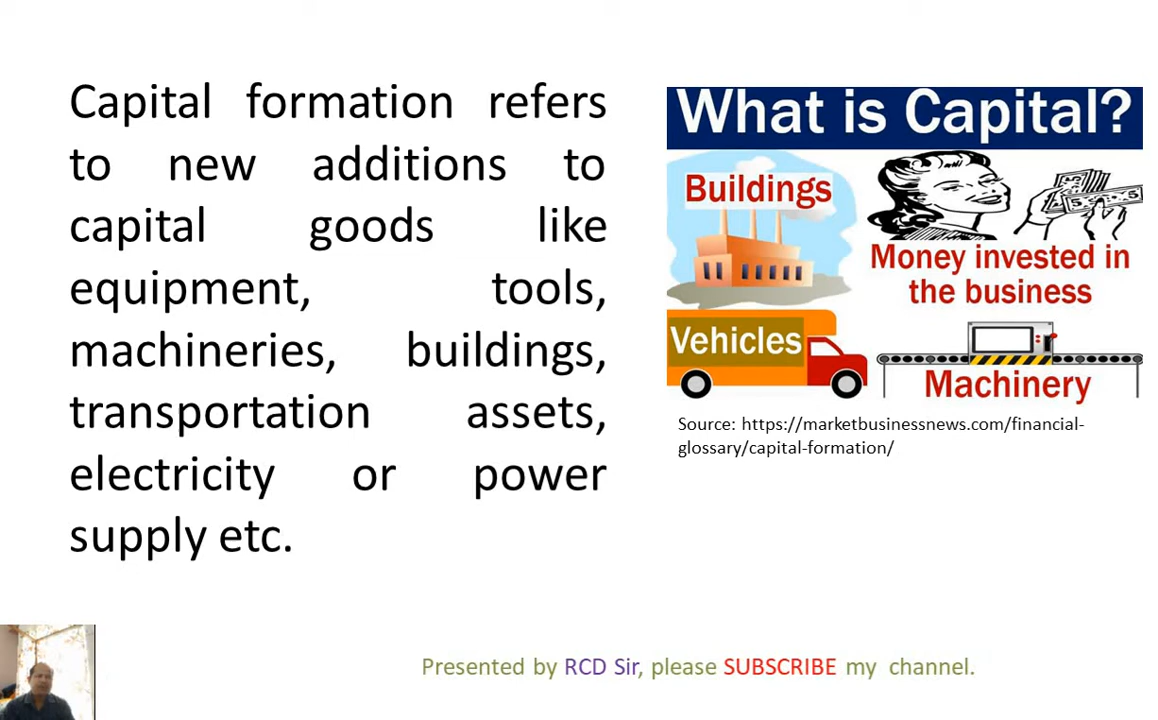 Capital formation refers
to new additions to
capital goods like
equipment, tools,
machineries, buildings,
transportation assets,
electricity or power
supply etc.
What is Capital?
Buildings
Money invested in
the business
Vehicles
Machinery
Source: https://marketbusinessnews.com/financial-
glossary/capital-formation/
Presented by RCD Sir, please SUBSCRIBE my channel.